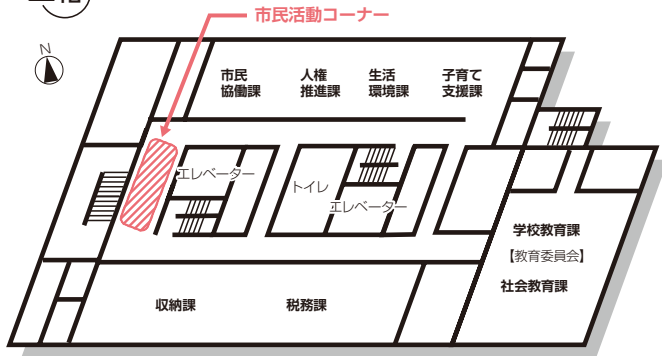 市民活動コーナー
N
市民
協働課
人権
推進課
生活
環境課
子育て
支援課
エレベーター
トイレ
エレベーター
学校教育課
【教育委員会】
社会教育課
収納課
税務課